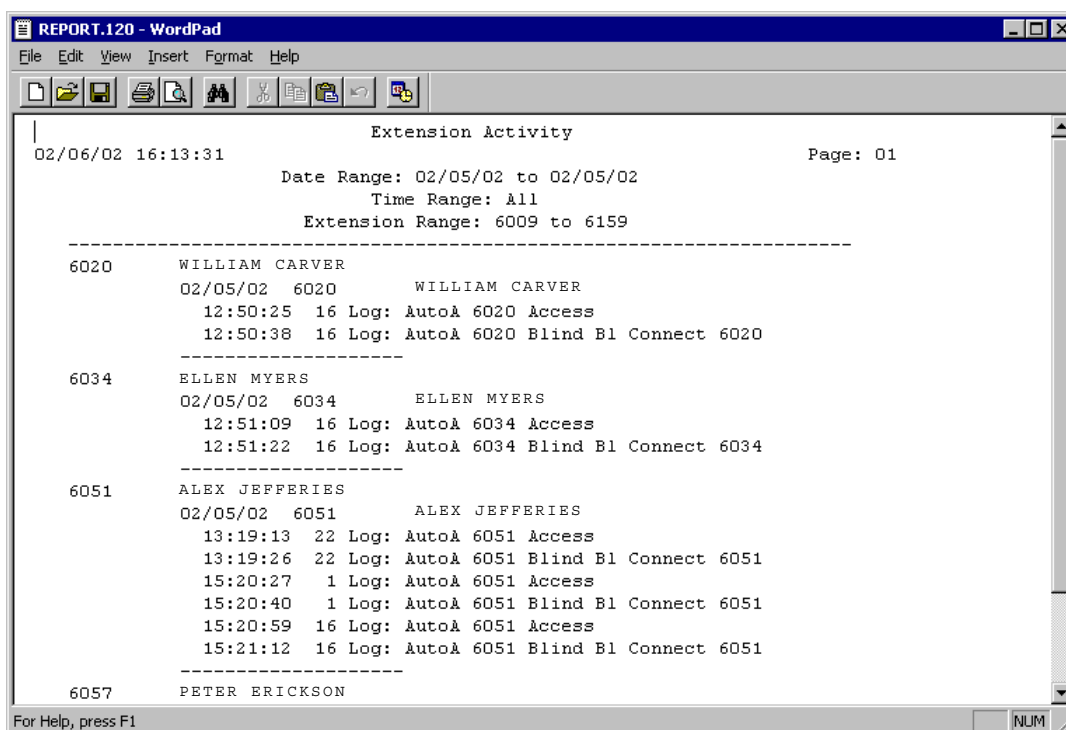 REPORT.120 - WordPad
File Edit View Insert Format Help
Extension Activity
02/06/02 16:13:31 Page: 01
Date Range: 02/05/02 to 02/05/02
Time Range: All
Extension Range: 6009 to 6159
----------------------------------------------------------------------
6020 WILLIAM CARVER
02/05/02 6020 WILLIAM CARVER
12:50:25 16 Log: AutoA 6020 Access
12:50:38 16 Log: AutoA 6020 Blind Bl Connect 6020
--------------------
6034 ELLEN MYERS
02/05/02 6034 ELLEN MYERS
12:51:09 16 Log: AutoA 6034 Access
12:51:22 16 Log: AutoA 6034 Blind Bl Connect 6034
--------------------
6051 ALEX JEFFERIES
02/05/02 6051 ALEX JEFFERIES
13:19:13 22 Log: AutoA 6051 Access
13:19:26 22 Log: AutoA 6051 Blind Bl Connect 6051
15:20:27 1 Log: AutoA 6051 Access
15:20:40 1 Log: AutoA 6051 Blind Bl Connect 6051
15:20:59 16 Log: AutoA 6051 Access
15:21:12 16 Log: AutoA 6051 Blind Bl Connect 6051
--------------------
6057 PETER ERICKSON
For Help, press F1 NUM